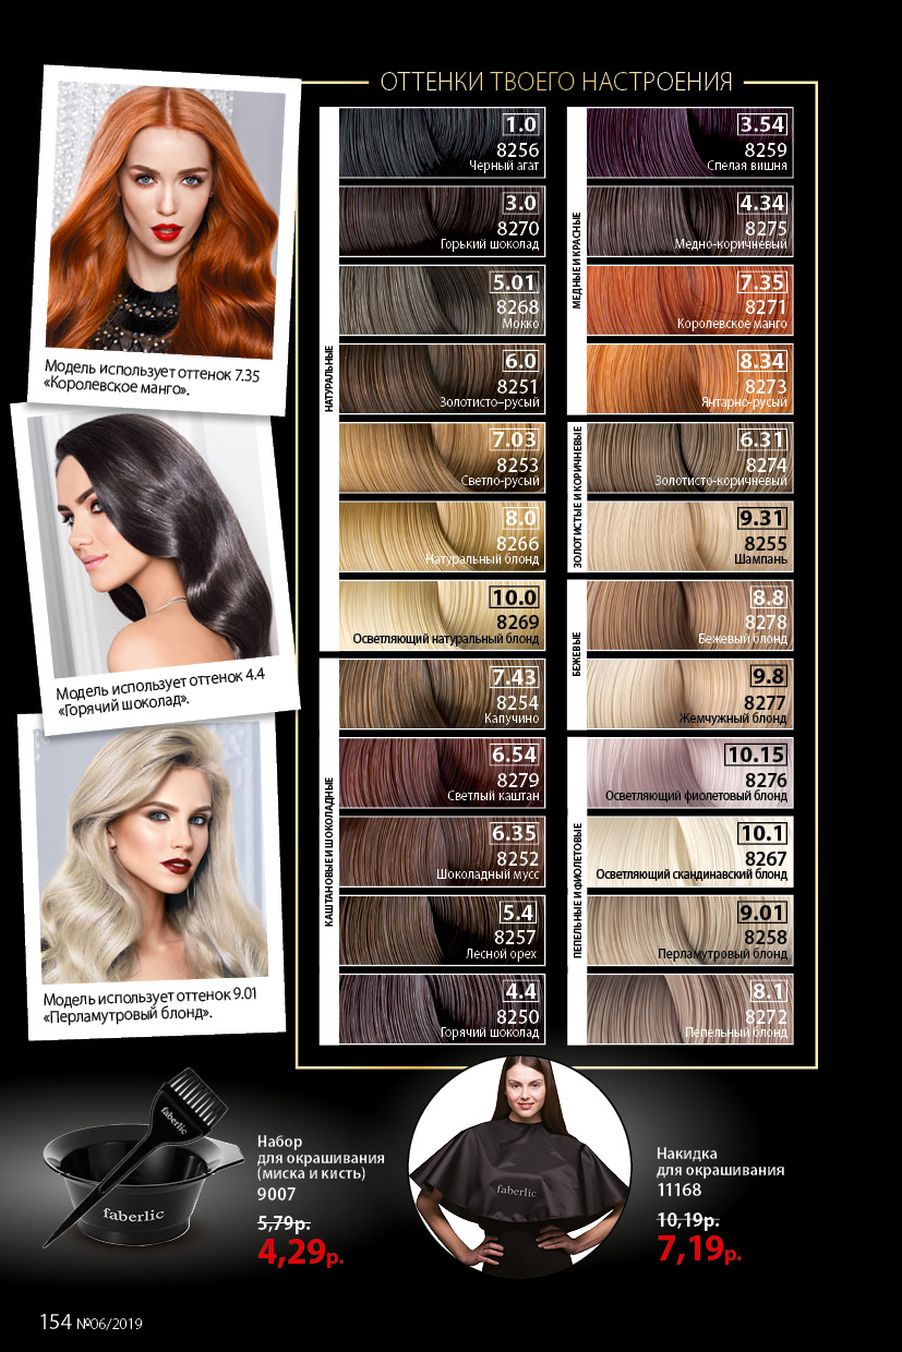 ОТТЕНКИ ТВОЕГО НАСТРОЕНИЯ
Модель использует оттенок 7.35
«Королевское манго».
Модель использует оттенок 4.4
«Горячий шоколад».
Модель использует оттенок 9.01
«Перламутровый блонд».
НАТУРАЛЬНЫЕ
1.0
8256
Черный агат
3.0
8270
Горький шоколад
5.01
8268
Мокко
6.0
8251
Золотисто–русый
7.03
8253
Светло-русый
8.0
8266
Натуральный блонд
10.0
8269
Осветляющий натуральный блонд
КАШТАНОВЫЕ И ШОКОЛАДНЫЕ
7.43
8254
Капучино
6.54
8279
Светлый каштан
6.35
8252
Шоколадный мусс
5.4
8257
Лесной орех
4.4
8250
Горячий шоколад
МЕДНЫЕ И КРАСНЫЕ
3.54
8259
Спелая вишня
4.34
8275
Медно-коричневый
7.35
8271
Королевское манго
8.34
8273
Янтарно-русый
ЗОЛОТИСТЫЕ И КОРИЧНЕВЫЕ
6.31
8274
Золотисто-коричневый
9.31
8255
Шампань
БЕЖЕВЫЕ
8.8
8278
Бежевый блонд
9.8
8277
Жемчужный блонд
ПЕПЕЛЬНЫЕ И ФИОЛЕТОВЫЕ
10.15
8276
Осветляющий фиолетовый блонд
10.1
8267
Осветляющий скандинавский блонд
9.01
8258
Перламутровый блонд
8.1
8272
Пепельный блонд
faberlic
faberlic
Набор
для окрашивания
(миска и кисть)
9007
5,79р.
4,29р.
faberlic
Накидка
для окрашивания
11168
10,19р.
7,19р.
154 №06/2019